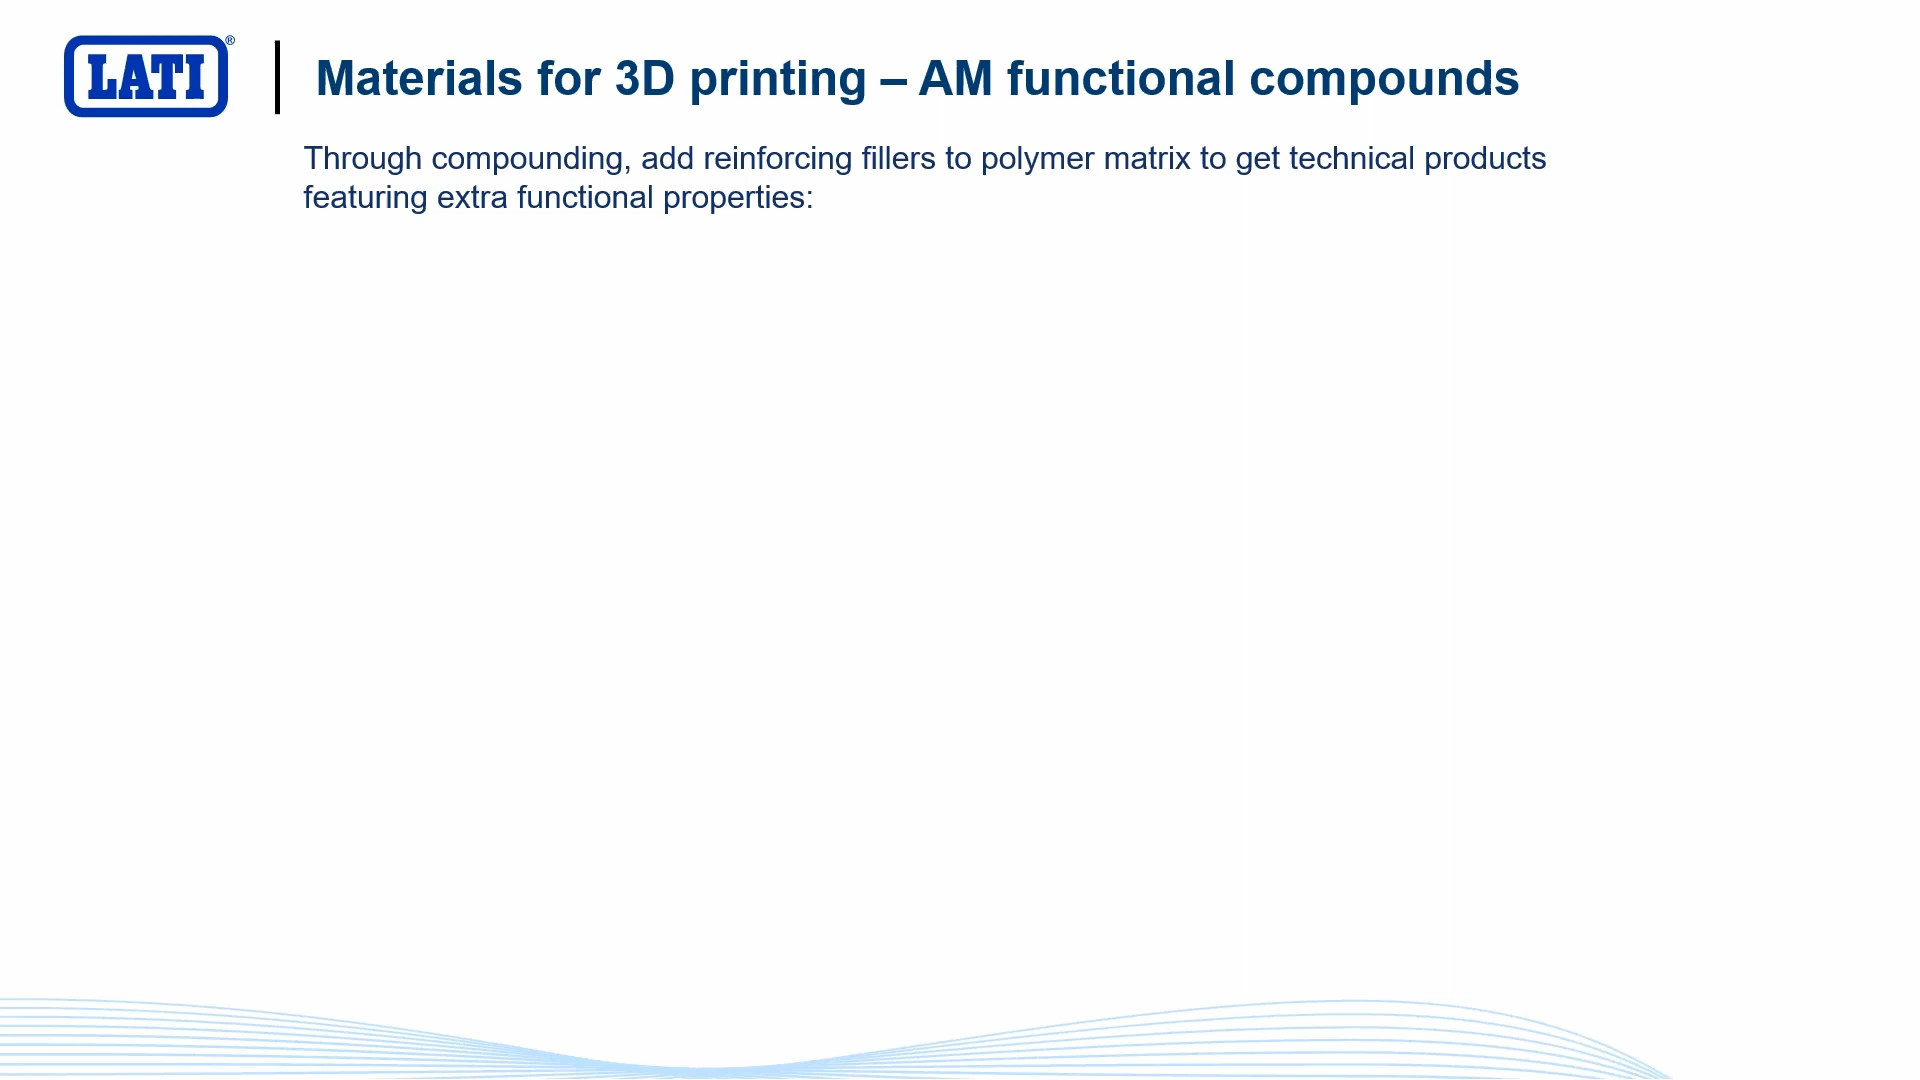 LATI®
Materials for 3D printing – AM functional compounds
Through compounding, add reinforcing fillers to polymer matrix to get technical products
featuring extra functional properties: